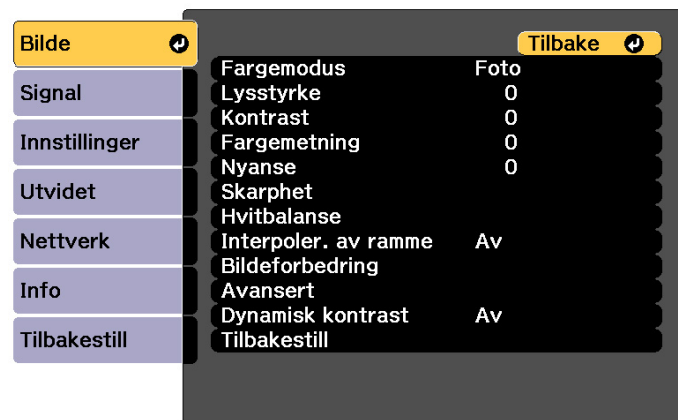 Bilde
Signal
Innstillinger
Utvidet
Nettverk
Info
Tilbakestill
Tilbake
Fargemodus Foto
Lysstyrke 0
Kontrast 0
Fargemetning 0
Nyanse 0
Skarphet
Hvitbalanse
Interpoler. av ramme Av
Bildeforbedring
Avansert
Dynamisk kontrast Av
Tilbakestill